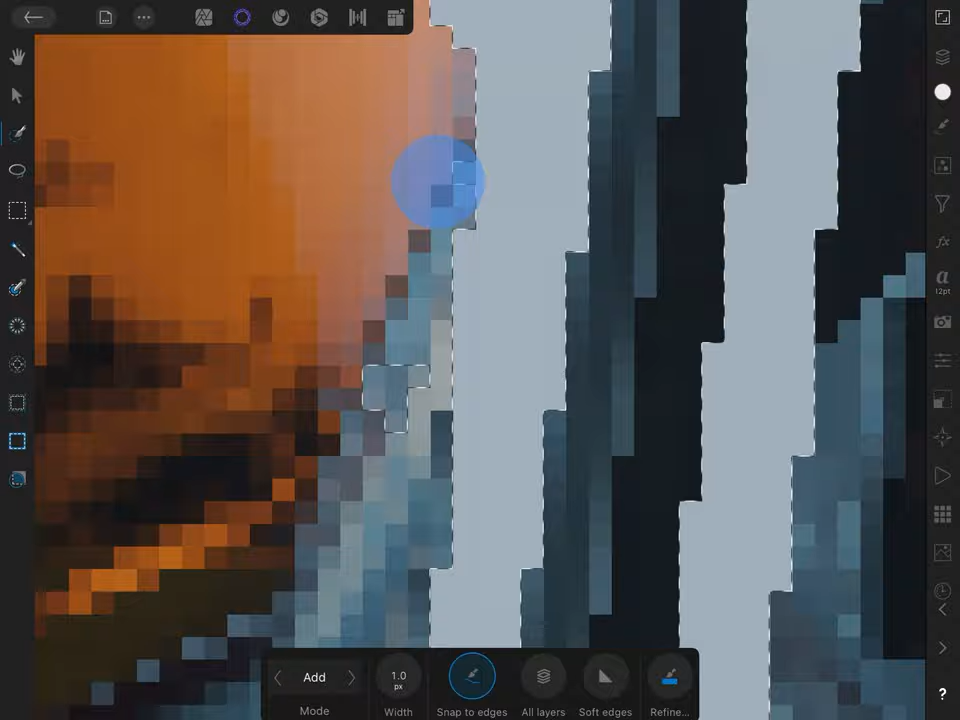 a
12pt
?
Add
Mode
1.0
px
Width
Snap to edges
All layers
Soft edges
Refine...